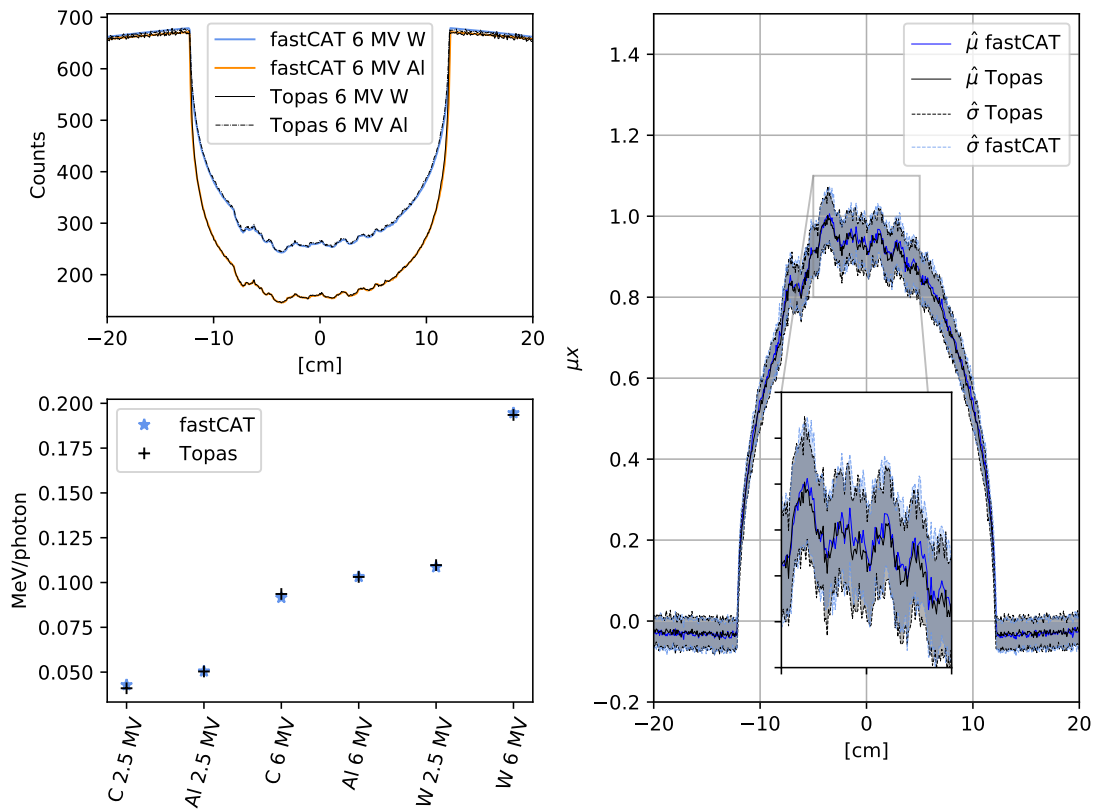 700
600
500
400
300
200
Counts
fastCAT 6 MV W
fastCAT 6 MV Al
Topas 6 MV W
Topas 6 MV Al
−20
−10
0
10
20
[cm]
0.200
0.175
0.150
0.125
0.100
0.075
0.050
MeV/photon
fastCAT
Topas
C 2.5 MV
Al 2.5 MV
C 6 MV
Al 6 MV
W 2.5 MV
W 6 MV
1.4
1.2
1.0
0.8
0.6
0.4
0.2
0.0
−0.2
μx
μ̂ fastCAT
μ̂ Topas
σ̂ Topas
σ̂ fastCAT
−20
−10
0
10
20
[cm]